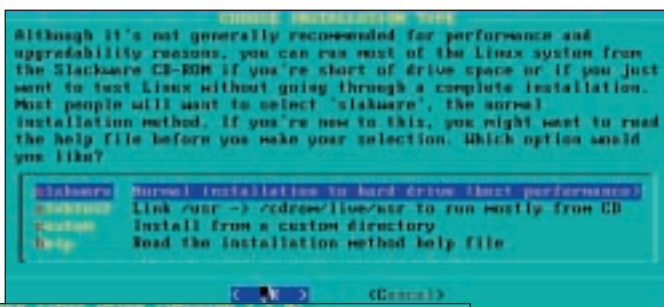 CHOOSE INSTALLATION TYPE
Although it's not generally recommended for performance and
upgradability reasons, you can run most of the Linux system from
the Slackware CD-ROM if you're short of drive space or if you just
want to test Linux without going through a complete installation.
Most people will want to select 'slakware', the normal
installation method. If you're new to this, you might want to read
the help file before you make your selection. Which option would
you like?
slakware Normal installation to hard drive (best performance)
Link /usr -> /cdrom/live/usr to run mostly from CD
custom Install from a custom directory
help Read the installation method help file
< OK > <Cancel>